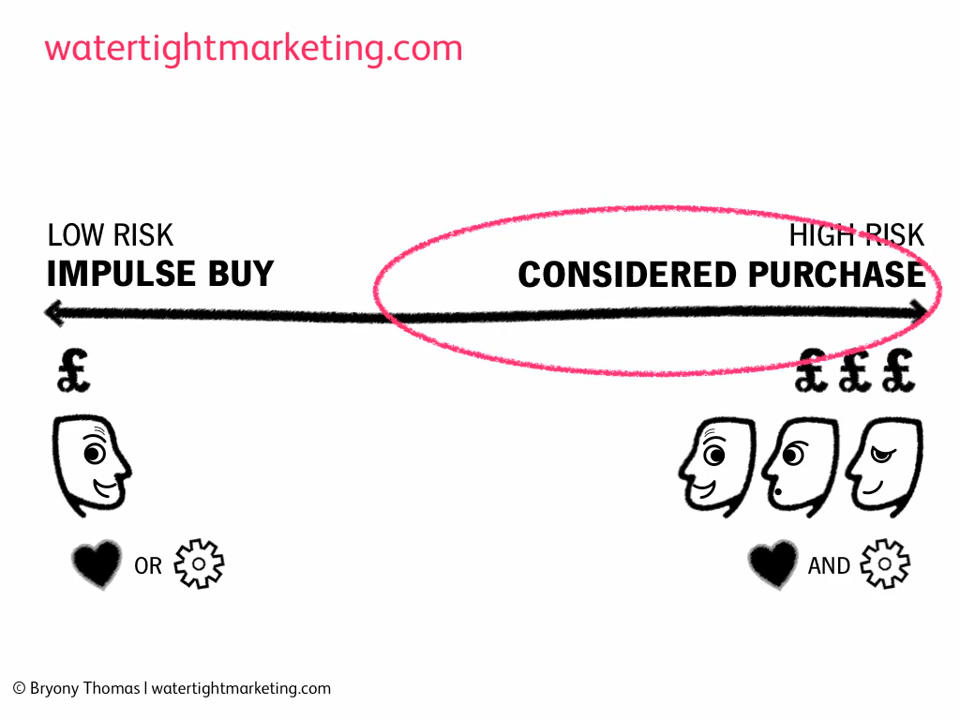 watertightmarketing.com
LOW RISK
IMPULSE BUY
HIGH RISK
CONSIDERED PURCHASE
£
£ £ £
OR
AND
© Bryony Thomas | watertightmarketing.com